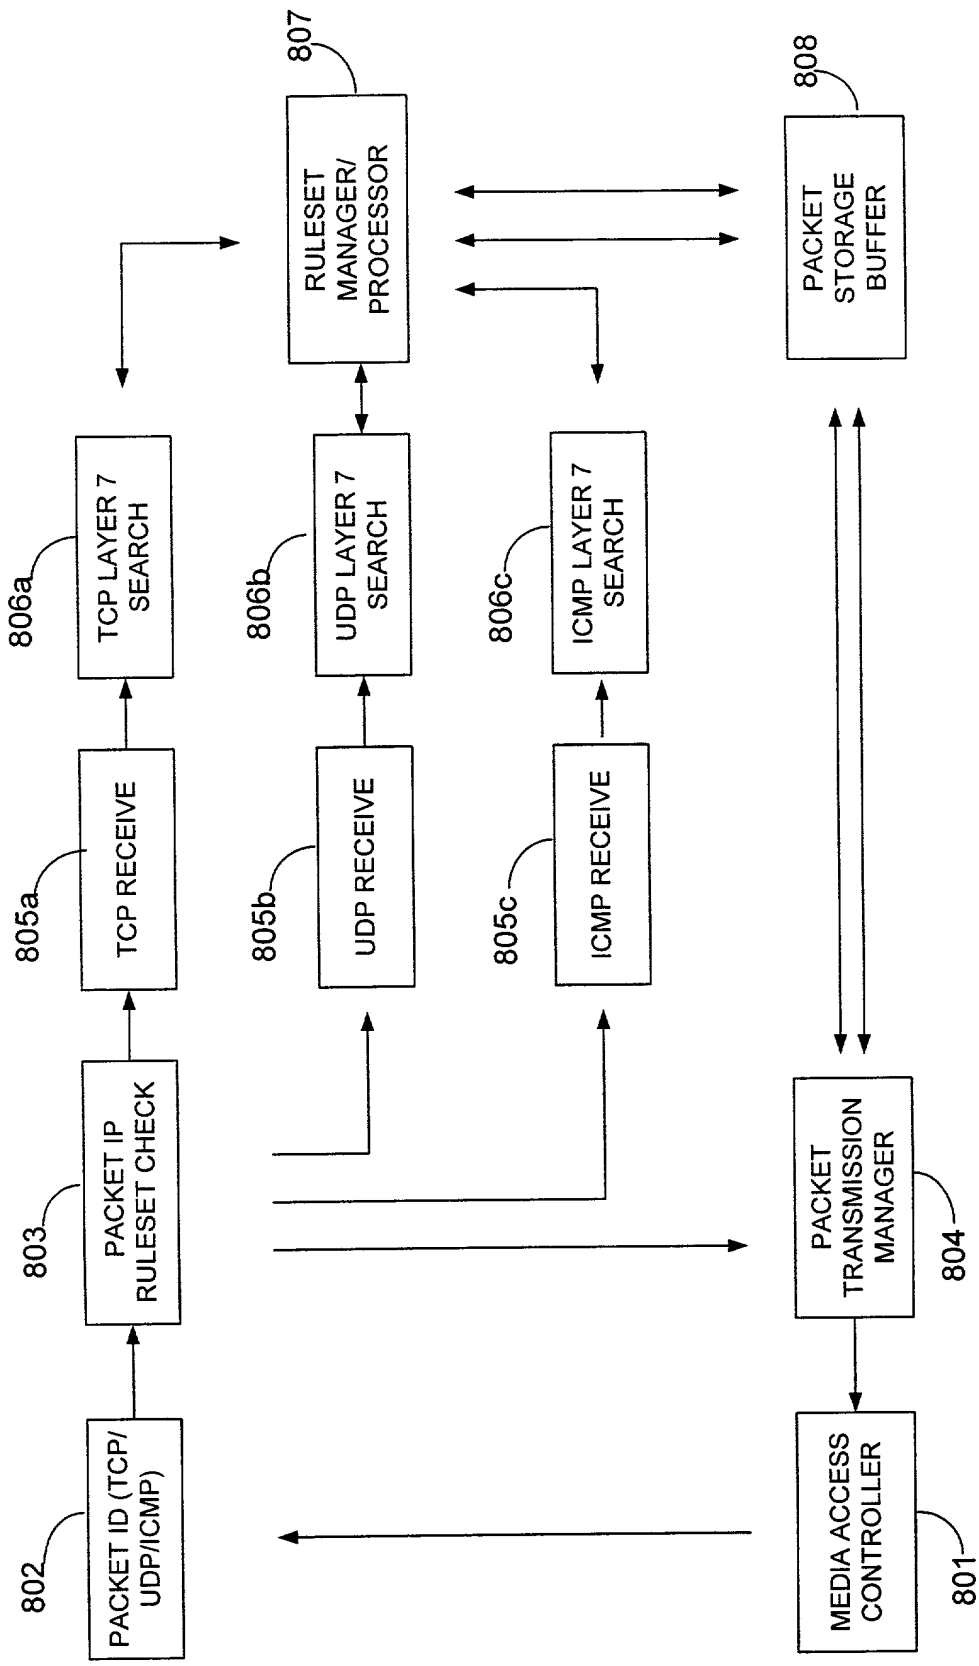 802
PACKET ID (TCP/
UDP/ICMP)
803
PACKET IP
RULESET CHECK
805a
TCP RECEIVE
806a
TCP LAYER 7
SEARCH
805b
UDP RECEIVE
806b
UDP LAYER 7
SEARCH
807
RULESET
MANAGER/
PROCESSOR
805c
ICMP RECEIVE
806c
ICMP LAYER 7
SEARCH
MEDIA ACCESS
CONTROLLER
801
PACKET
TRANSMISSION
MANAGER
804
808
PACKET
STORAGE
BUFFER